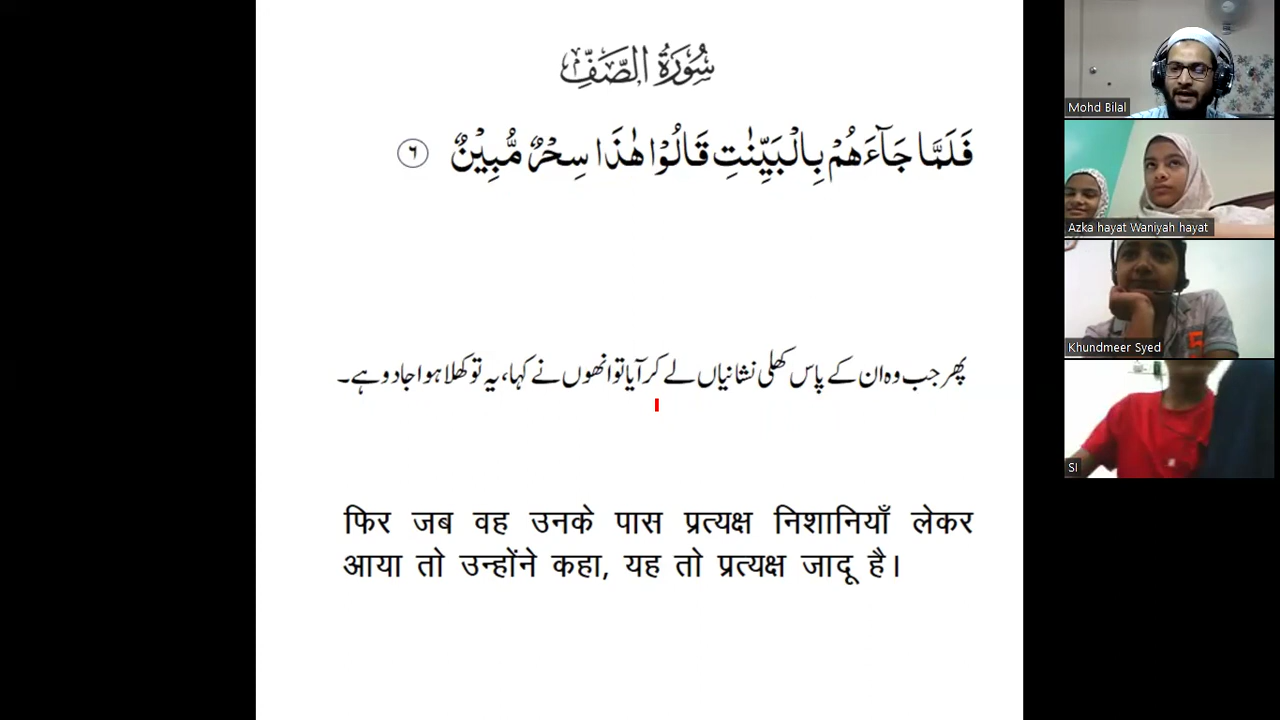 سُورَةُ الصَّفِّ
فَلَمَّا جَآءَهُمْ بِالْبَيِّنٰتِ قَالُوْا هٰذَا سِحْرٌ مُّبِيْنٌ ٦
پھر جب وہ ان کے پاس کھلی نشانیاں لے کر آیا تو انھوں نے کہا، یہ تو کھلا ہوا جادو ہے۔
फिर जब वह उनके पास प्रत्यक्ष निशानियाँ लेकर
आया तो उन्होंने कहा, यह तो प्रत्यक्ष जादू है।
Mohd Bilal
Azka hayat Waniyah hayat
Khundmeer Syed
SI